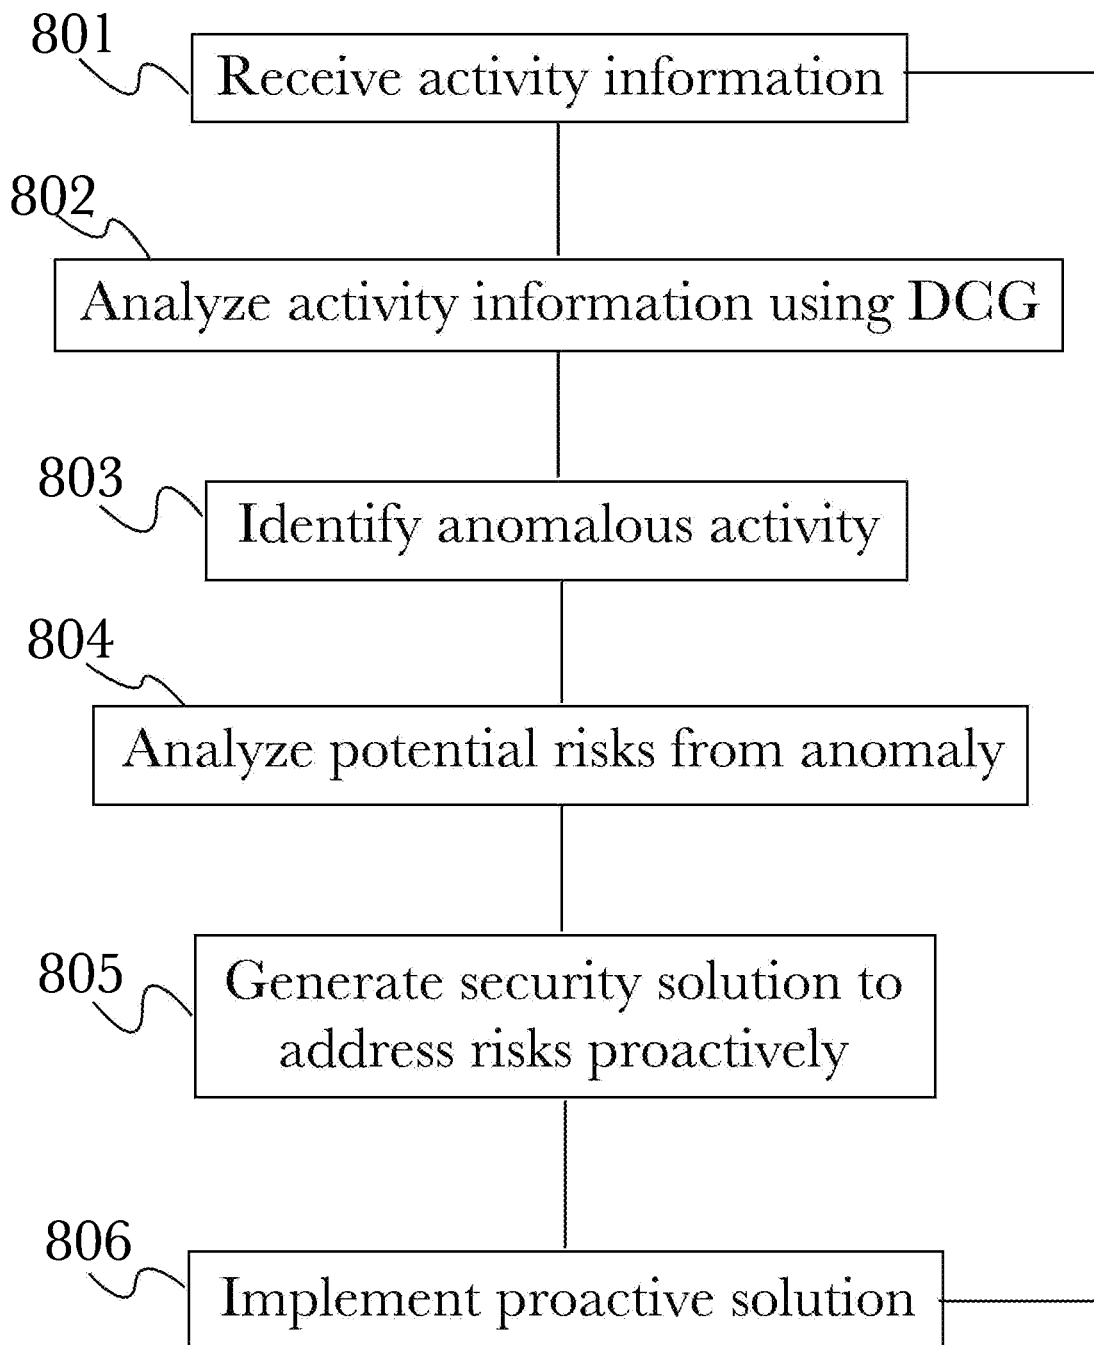 801
Receive activity information
802
Analyze activity information using DCG
803
Identify anomalous activity
804
Analyze potential risks from anomaly
805
Generate security solution to
address risks proactively
806
Implement proactive solution